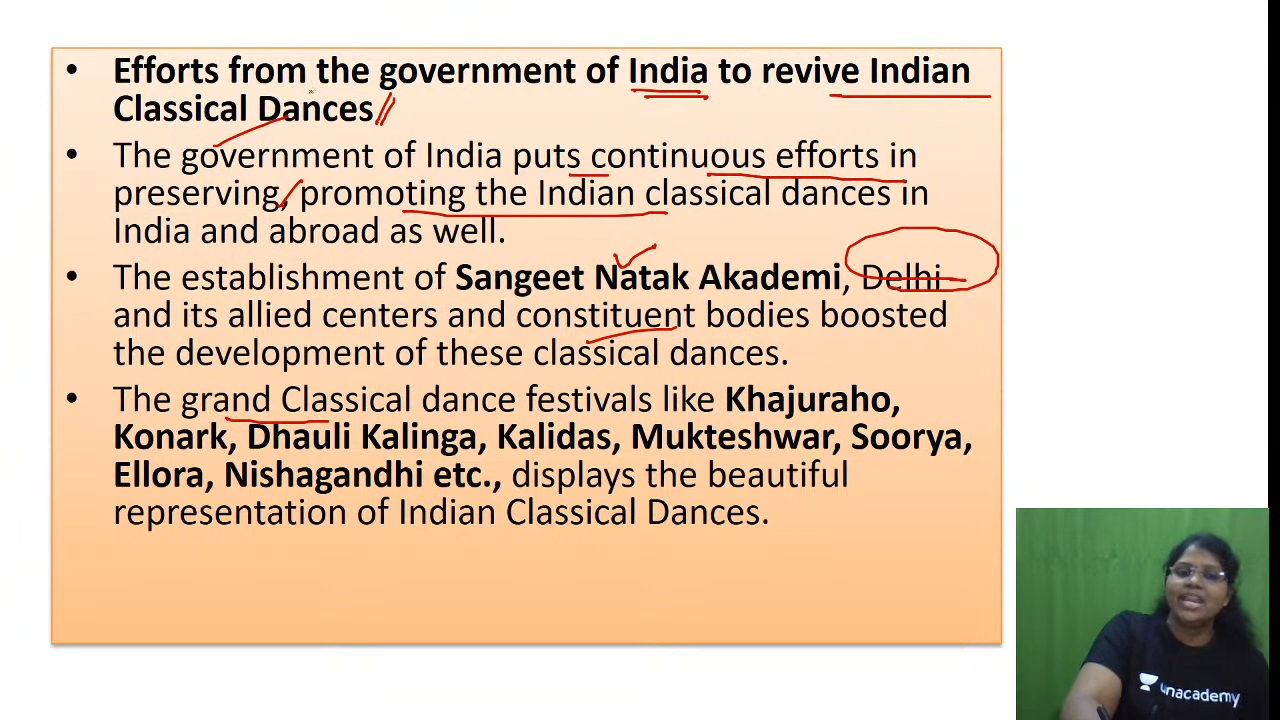 • Efforts from the government of India to revive Indian
Classical Dances
• The government of India puts continuous efforts in
preserving, promoting the Indian classical dances in
India and abroad as well.
• The establishment of Sangeet Natak Akademi, Delhi
and its allied centers and constituent bodies boosted
the development of these classical dances.
• The grand Classical dance festivals like Khajuraho,
Konark, Dhauli Kalinga, Kalidas, Mukteshwar, Soorya,
Ellora, Nishagandhi etc., displays the beautiful
representation of Indian Classical Dances.
unacademy